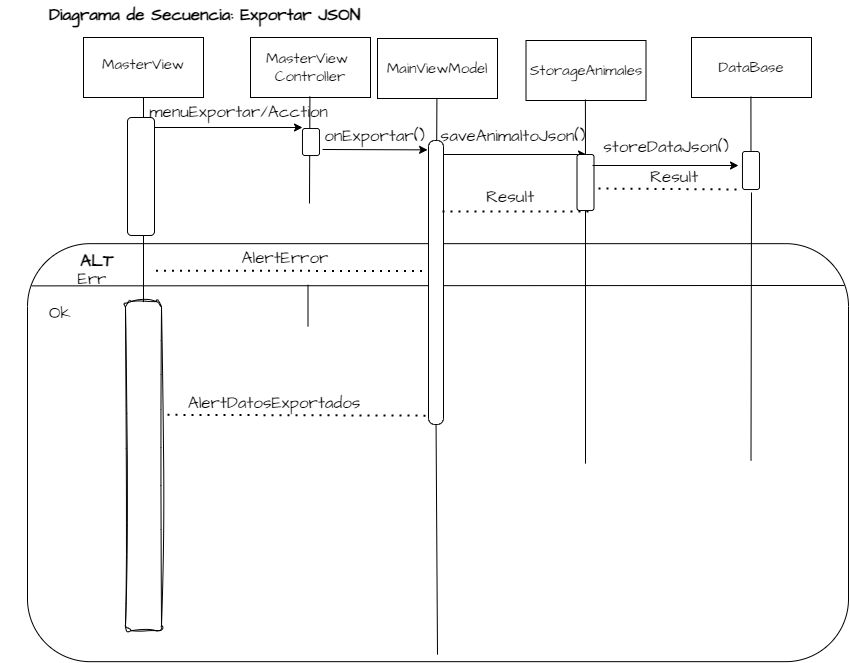 Diagrama de Secuencia: Exportar JSON
MasterView
MasterView
Controller
MainViewModel
StorageAnimales
DataBase
menuExportar/Acction
onExportar()
saveAnimaltoJson()
storeDataJson()
Result
Result
ALT
Err
AlertError
Ok
AlertDatosExportados